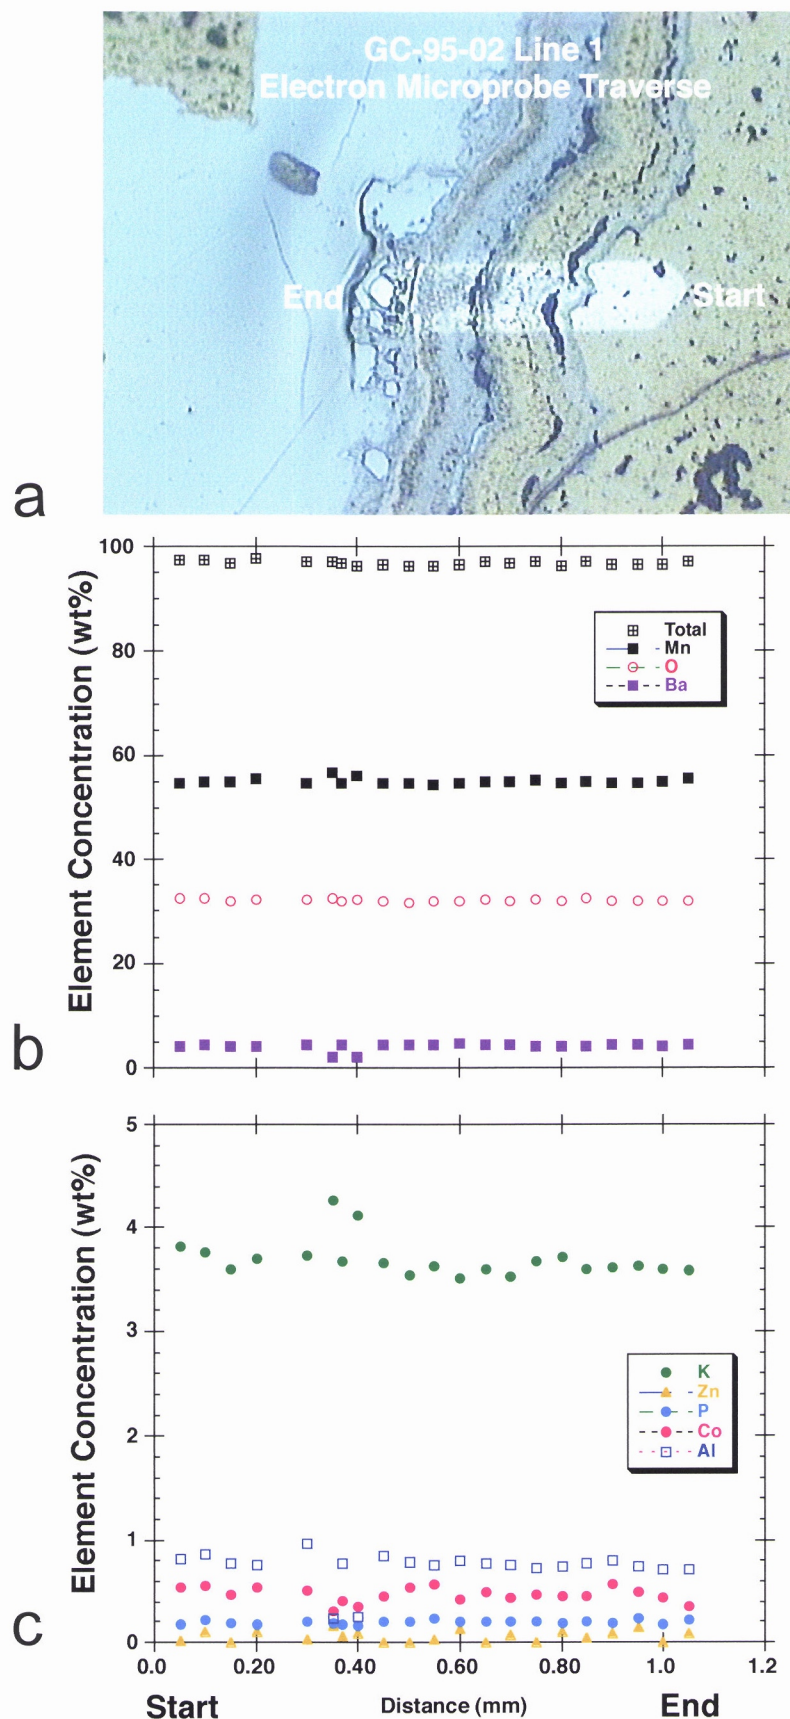 GC-95-02 Line 1
Electron Microprobe Traverse
End
Start
a
100
80
60
40
20
0
Element Concentration (wt%)
Total
Mn
O
Ba
b
5
4
3
2
1
0
Element Concentration (wt%)
K
Zn
P
Co
Al
c
0.0 0.20 0.40 0.60 0.80 1.0 1.2
Start Distance (mm) End